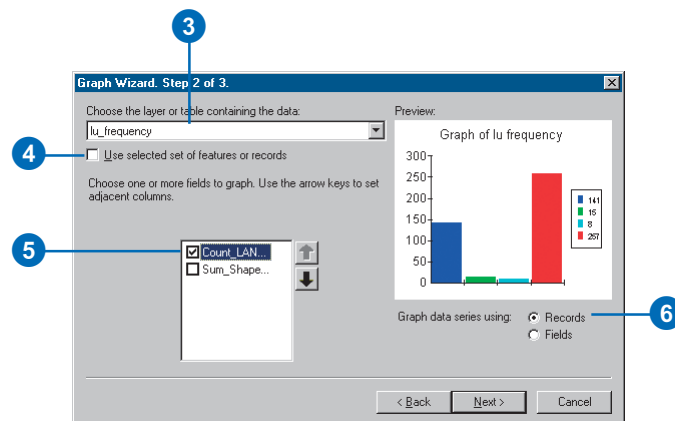 3
Graph Wizard. Step 2 of 3.
Choose the layer or table containing the data:
lu_frequency
4
Use selected set of features or records
Choose one or more fields to graph. Use the arrow keys to set
adjacent columns.
5
Count_LAN...
Sum_Shape...
Preview:
Graph of lu frequency
300
250
200
150
100
50
0
141
15
8
257
Graph data series using:
Records
Fields
6
< Back
Next >
Cancel